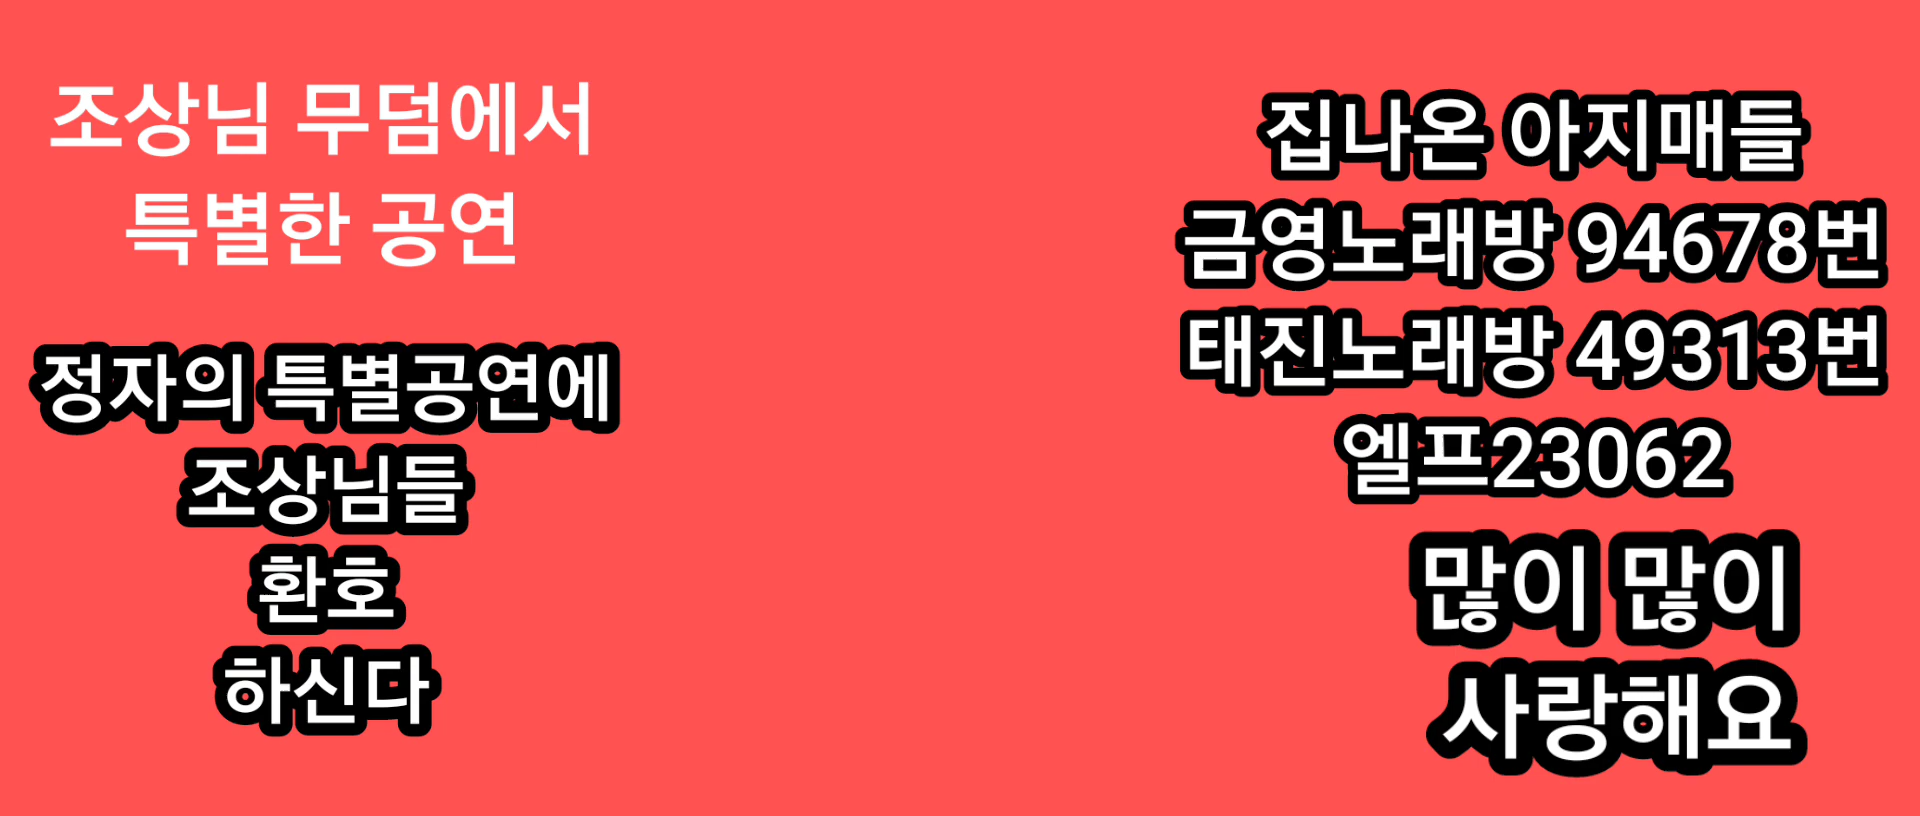 조상님 무덤에서
특별한 공연
정자의 특별공연에
조상님들
환호
하신다
집나온 아지매들
금영노래방 94678번
태진노래방 49313번
엘프23062
많이 많이
사랑해요